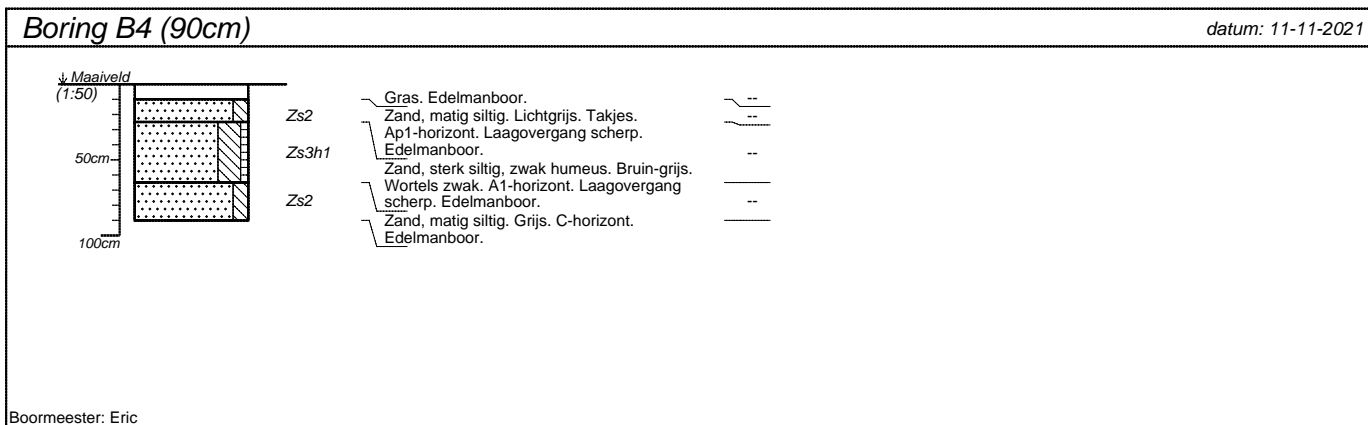 Boring B4 (90cm)
datum: 11-11-2021
Maaiveld
(1:50)
50cm
100cm
Zs2
Zs3h1
Zs2
Gras. Edelmanboor.
Zand, matig siltig. Lichtgrijs. Takjes.
Ap1-horizont. Laagovergang scherp.
Edelmanboor.
Zand, sterk siltig, zwak humeus. Bruin-grijs.
Wortels zwak. A1-horizont. Laagovergang
scherp. Edelmanboor.
Zand, matig siltig. Grijs. C-horizont.
Edelmanboor.
--
--
--
--
Boormeester: Eric